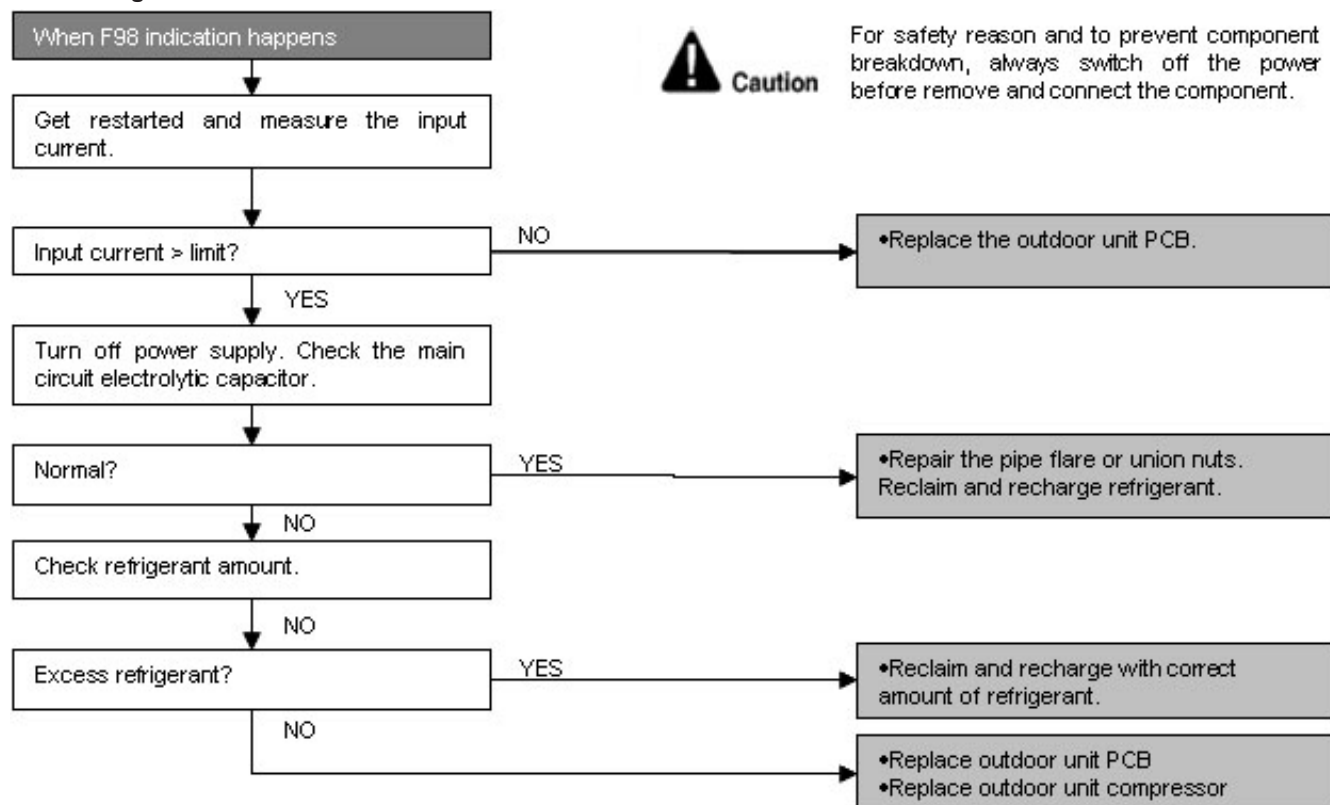 When F98 indication happens
Caution
For safety reason and to prevent component
breakdown, always switch off the power
before remove and connect the component.
Get restarted and measure the input
current.
Input current > limit?
NO
•Replace the outdoor unit PCB.
YES
Turn off power supply. Check the main
circuit electrolytic capacitor.
Normal?
YES
•Repair the pipe flare or union nuts.
Reclaim and recharge refrigerant.
NO
Check refrigerant amount.
NO
Excess refrigerant?
YES
•Reclaim and recharge with correct
amount of refrigerant.
NO
•Replace outdoor unit PCB
•Replace outdoor unit compressor